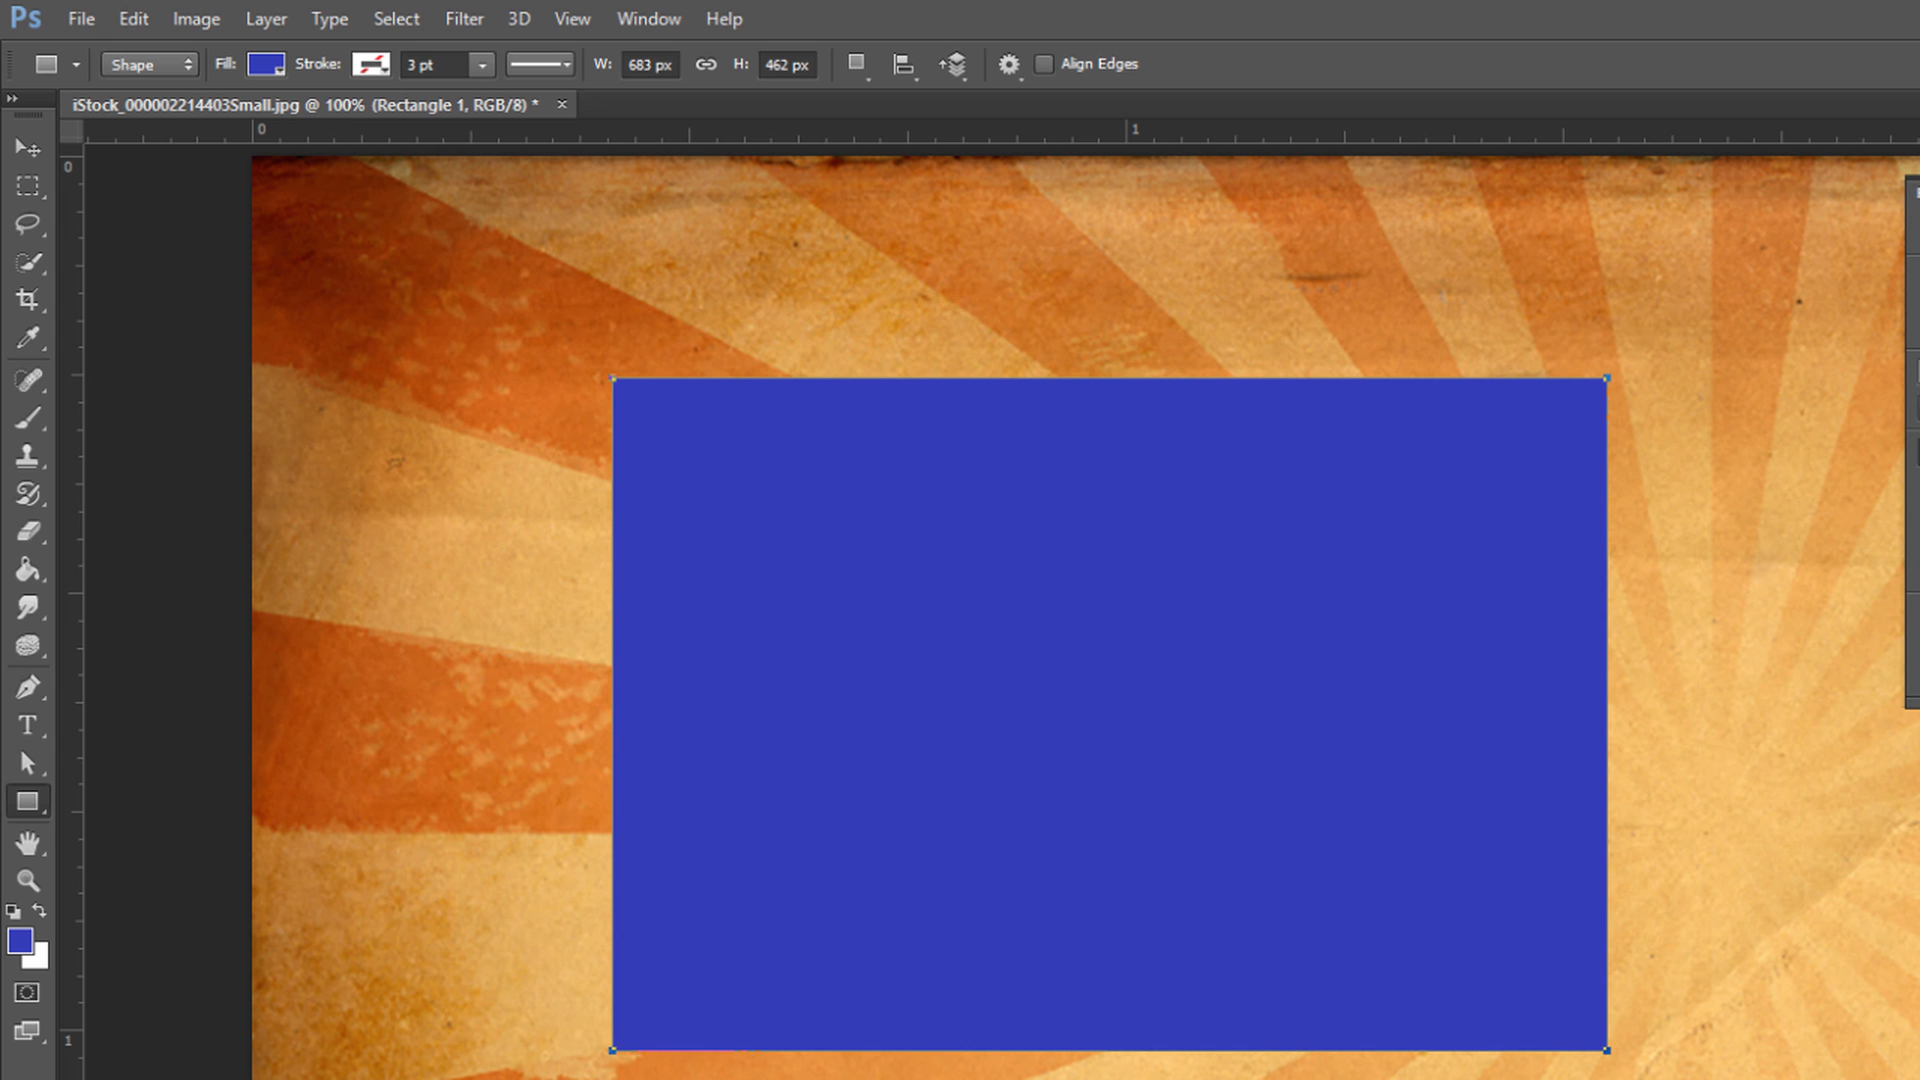 Ps File Edit Image Layer Type Select Filter 3D View Window Help
Shape Fill: Stroke: 3 pt W: 683 px H: 462 px Align Edges
iStock_000002214403Small.jpg @ 100% (Rectangle 1, RGB/8) * ×
0 1
0
T
1